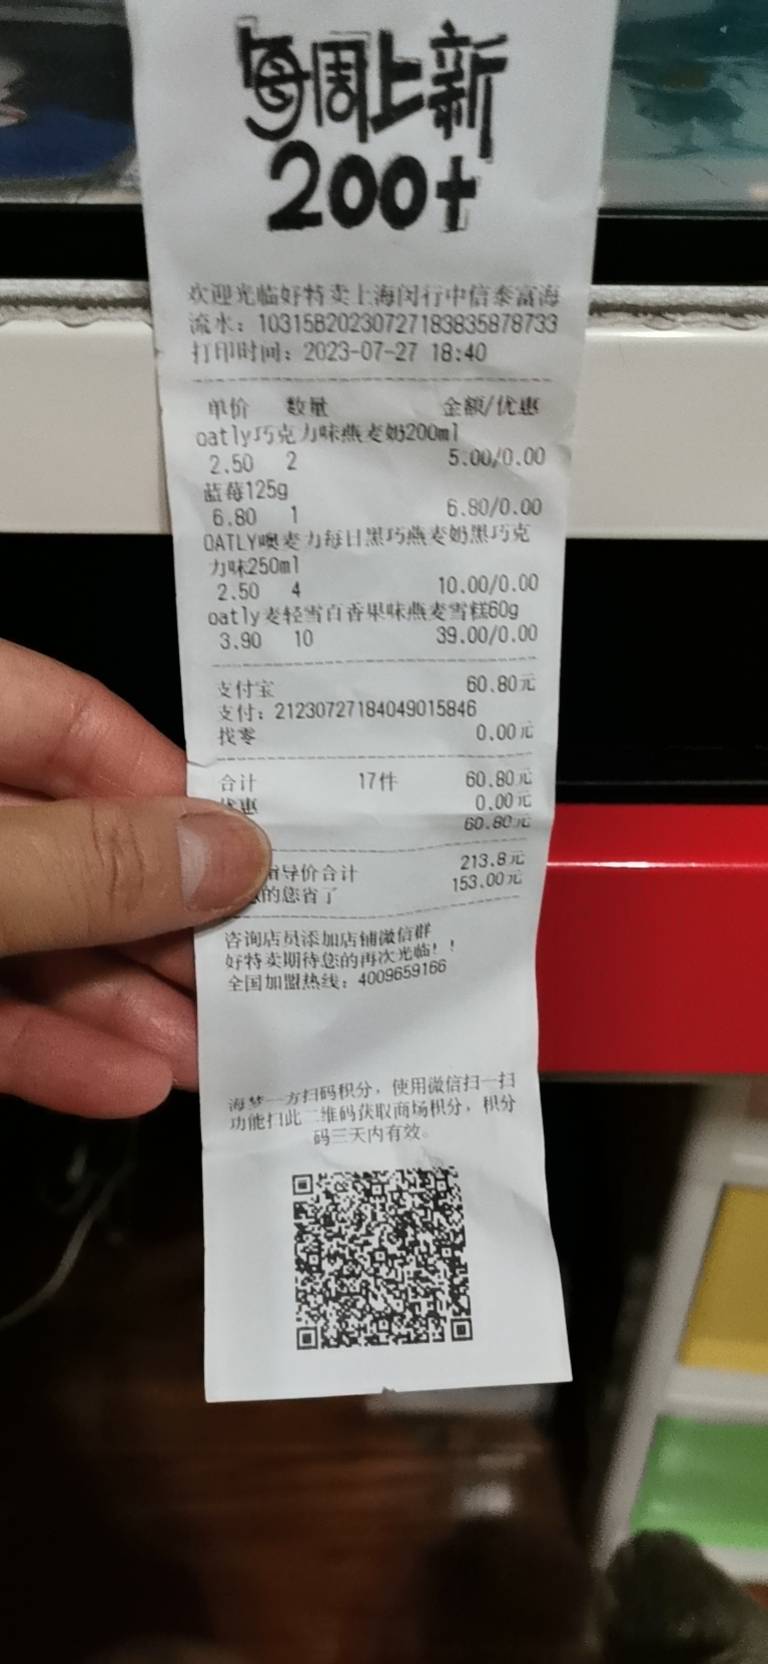 每周上新
200+
欢迎光临好特卖上海闵行中信泰富海
流水：1031582023072718383587 8733
打印时间：2023-07-27 18:40
单价 数量 金额/优惠
oatly巧克力味燕麦奶200ml
2.50 2 5.00/0.00
蓝莓125g
6.80 1 6.80/0.00
OATLY噢麦力每日黑巧燕麦奶黑巧克
力味250ml
2.50 4 10.00/0.00
oatly麦轻雪百香果味燕麦雪糕60g
3.90 10 39.00/0.00
支付宝 60.80元
支付：21230727184049015846
找零 0.00元
合计 17件 60.80元
优惠 0.00元
60.80元
指导价合计 213.8元
的您省了 153.00元
咨询店员添加店铺微信群
好特卖期待您的再次光临！！
全国加盟热线：4009659166
海梦一方扫码积分，使用微信扫一扫
功能扫此二维码获取商场积分，积分
码三天内有效。